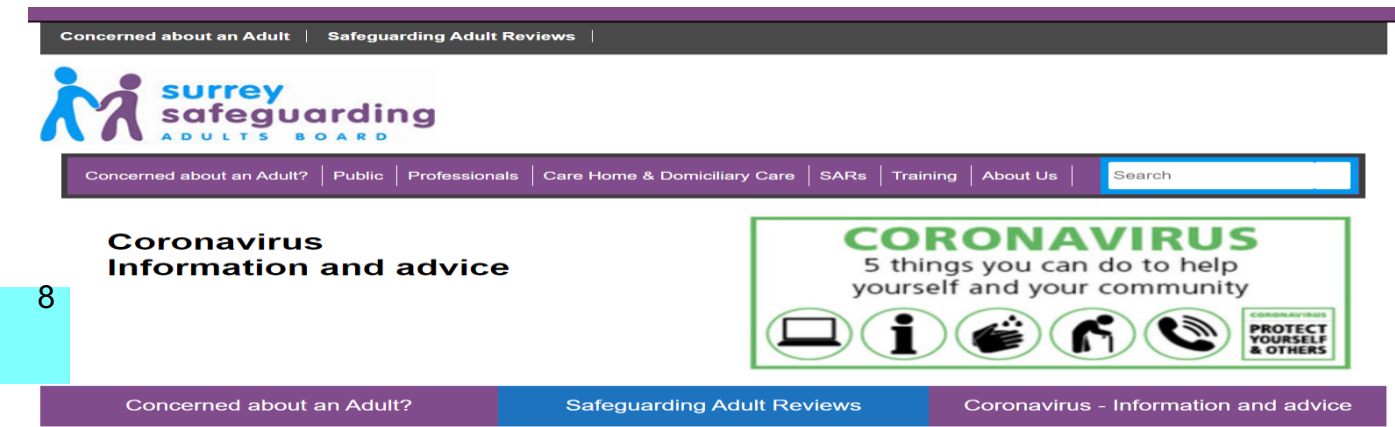 Concerned about an Adult | Safeguarding Adult Reviews |
surrey
safeguarding
ADULTS BOARD
Concerned about an Adult? | Public | Professionals | Care Home & Domiciliary Care | SARs | Training | About Us | Search
Coronavirus
Information and advice
CORONAVIRUS
5 things you can do to help
yourself and your community
CORONAVIRUS
PROTECT
YOURSELF
& OTHERS
8
Concerned about an Adult? Safeguarding Adult Reviews Coronavirus - Information and advice